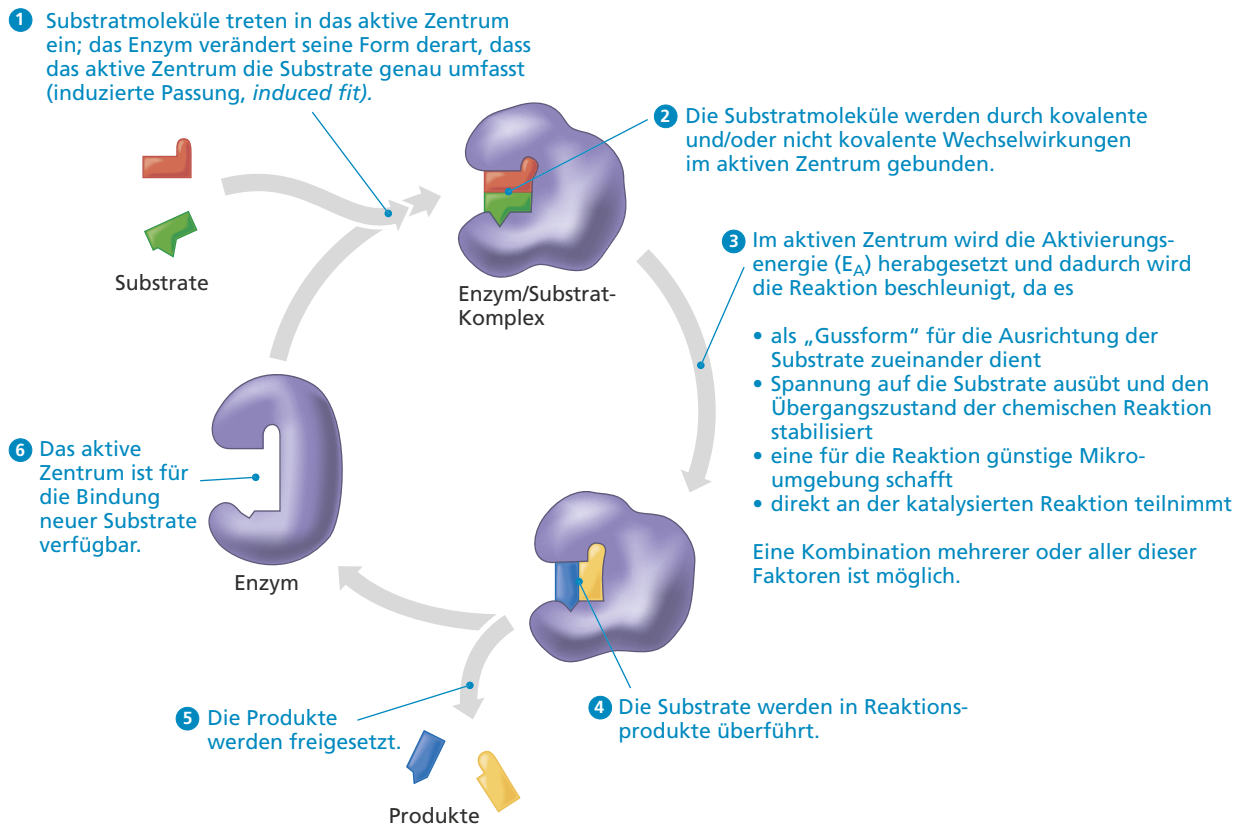 1 Substratmoleküle treten in das aktive Zentrum
ein; das Enzym verändert seine Form derart, dass
das aktive Zentrum die Substrate genau umfasst
(induzierte Passung, induced fit).
2 Die Substratmoleküle werden durch kovalente
und/oder nicht kovalente Wechselwirkungen
im aktiven Zentrum gebunden.
Substrate
Enzym/Substrat-
Komplex
3 Im aktiven Zentrum wird die Aktivierungs-
energie (EA) herabgesetzt und dadurch wird
die Reaktion beschleunigt, da es
• als „Gussform“ für die Ausrichtung der
Substrate zueinander dient
• Spannung auf die Substrate ausübt und den
Übergangszustand der chemischen Reaktion
stabilisiert
• eine für die Reaktion günstige Mikro-
umgebung schafft
• direkt an der katalysierten Reaktion teilnimmt
Eine Kombination mehrerer oder aller dieser
Faktoren ist möglich.
6 Das aktive
Zentrum ist für
die Bindung
neuer Substrate
verfügbar.
Enzym
4 Die Substrate werden in Reaktions-
produkte überführt.
5 Die Produkte
werden freigesetzt.
Produkte